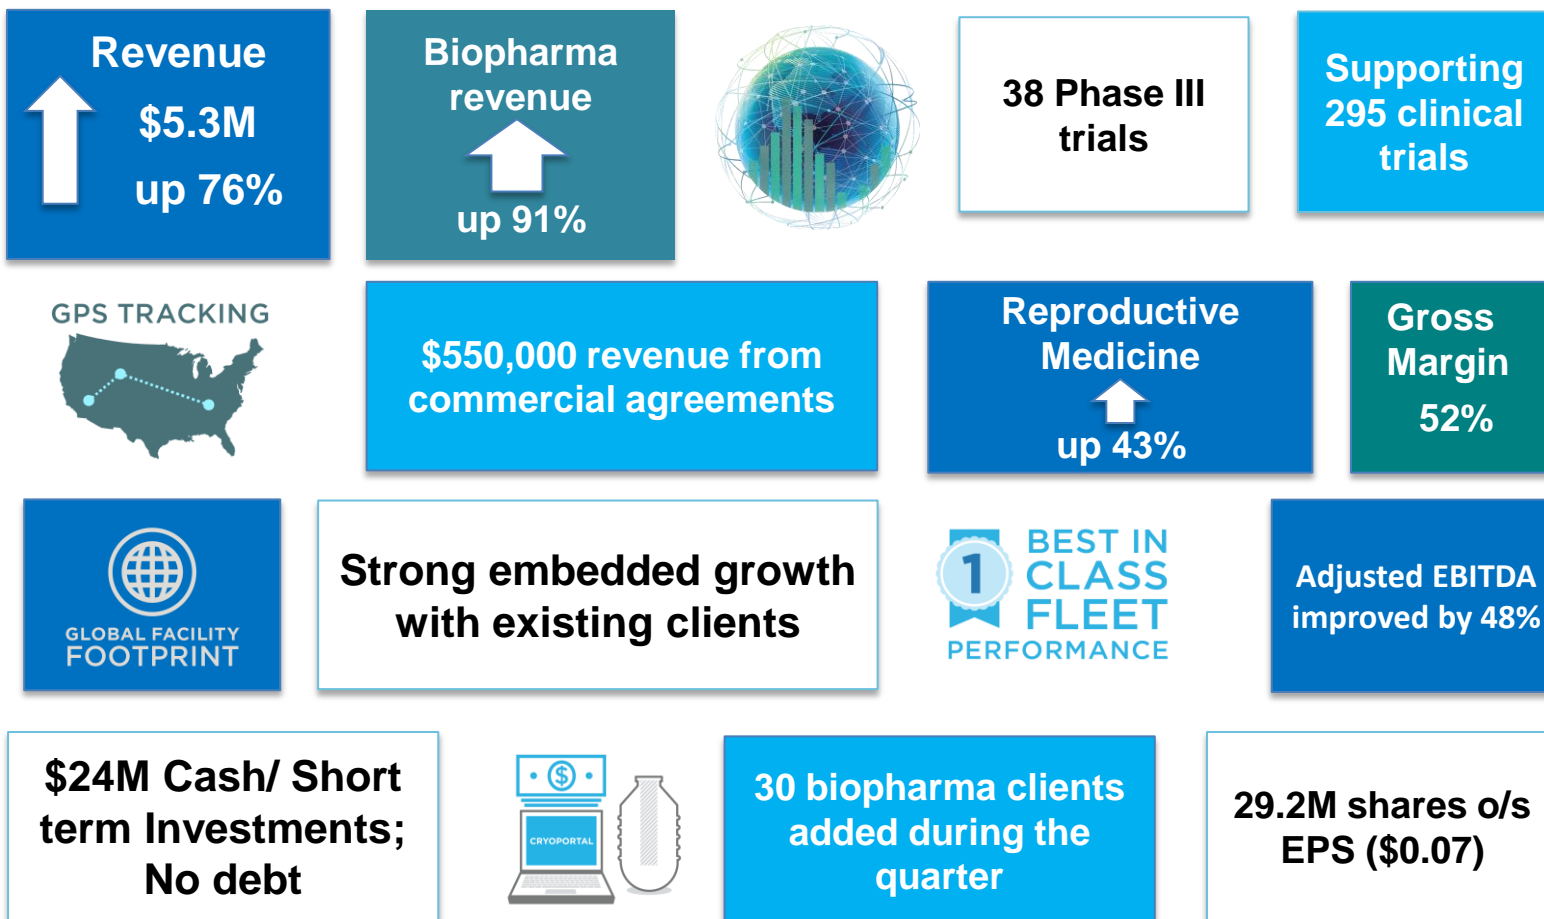 Revenue
$5.3M
up 76%
Biopharma
revenue
up 91%
38 Phase III
trials
Supporting
295 clinical
trials
GPS TRACKING
$550,000 revenue from
commercial agreements
Reproductive
Medicine
up 43%
Gross
Margin
52%
GLOBAL FACILITY
FOOTPRINT
Strong embedded growth
with existing clients
1
BEST IN
CLASS
FLEET
PERFORMANCE
Adjusted EBITDA
improved by 48%
$24M Cash/ Short
term Investments;
No debt
$
CRYOPORTAL
30 biopharma clients
added during the
quarter
29.2M shares o/s
EPS ($0.07)